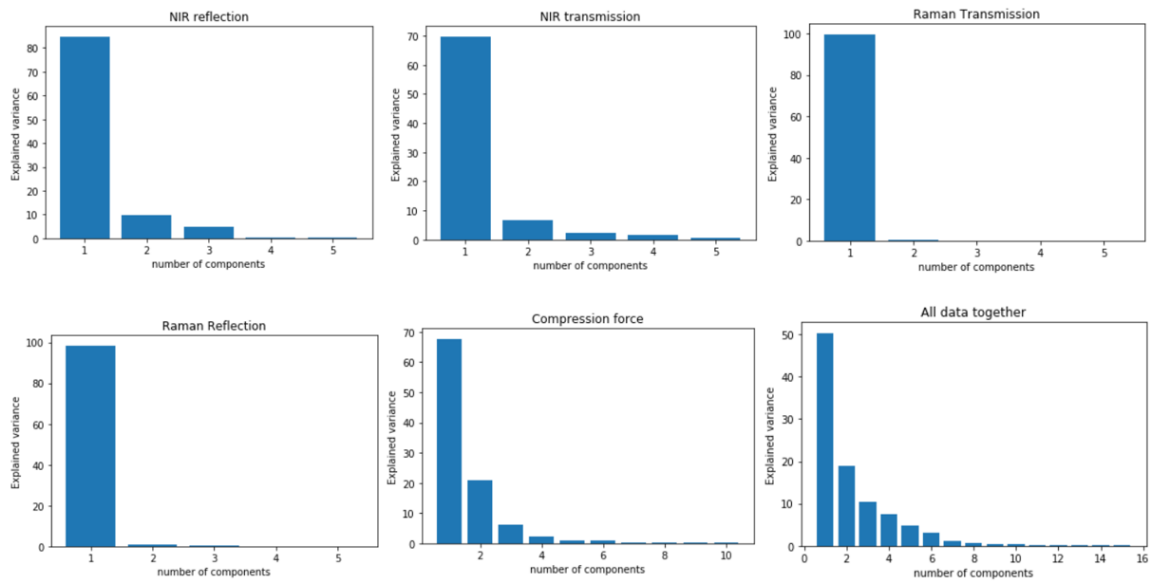 NIR reflection
Explained variance
80
70
60
50
40
30
20
10
0
1 2 3 4 5
number of components
NIR transmission
Explained variance
70
60
50
40
30
20
10
0
1 2 3 4 5
number of components
Raman Transmission
Explained variance
100
80
60
40
20
0
1 2 3 4 5
number of components
Raman Reflection
Explained variance
100
80
60
40
20
0
1 2 3 4 5
number of components
Compression force
Explained variance
70
60
50
40
30
20
10
0
2 4 6 8 10
number of components
All data together
Explained variance
50
40
30
20
10
0
0 2 4 6 8 10 12 14 16
number of components